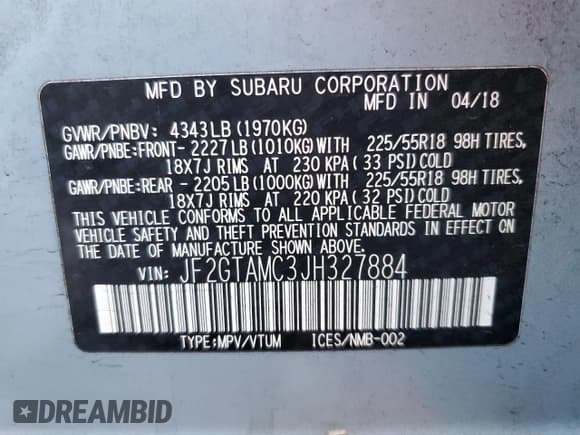 MFD BY SUBARU CORPORATION
MFD IN 04/18
GVWR/PNBV: 4343LB(1970KG)
GAWR/PNBE:FRONT-2227LB(1010KG)WITH 225/55R18 98H TIRES,
18X7J RIMS AT 230 KPA(33 PSI)COLD
GAWR/PNBE:REAR -2205LB(1000KG)WITH 225/55R18 98H TIRES,
18X7J RIMS AT 220 KPA(32 PSI)COLD
THIS VEHICLE CONFORMS TO ALL APPLICABLE FEDERAL MOTOR
VEHICLE SAFETY AND THEFT PREVENTION STANDARDS
IN EFFECT ON THE DATE OF MANUFACTURE SHOWN ABOVE.
VIN: JF2GTAMC3JH327884
TYPE:MPV/VTUM ICES/NMB-002
DREAMBID